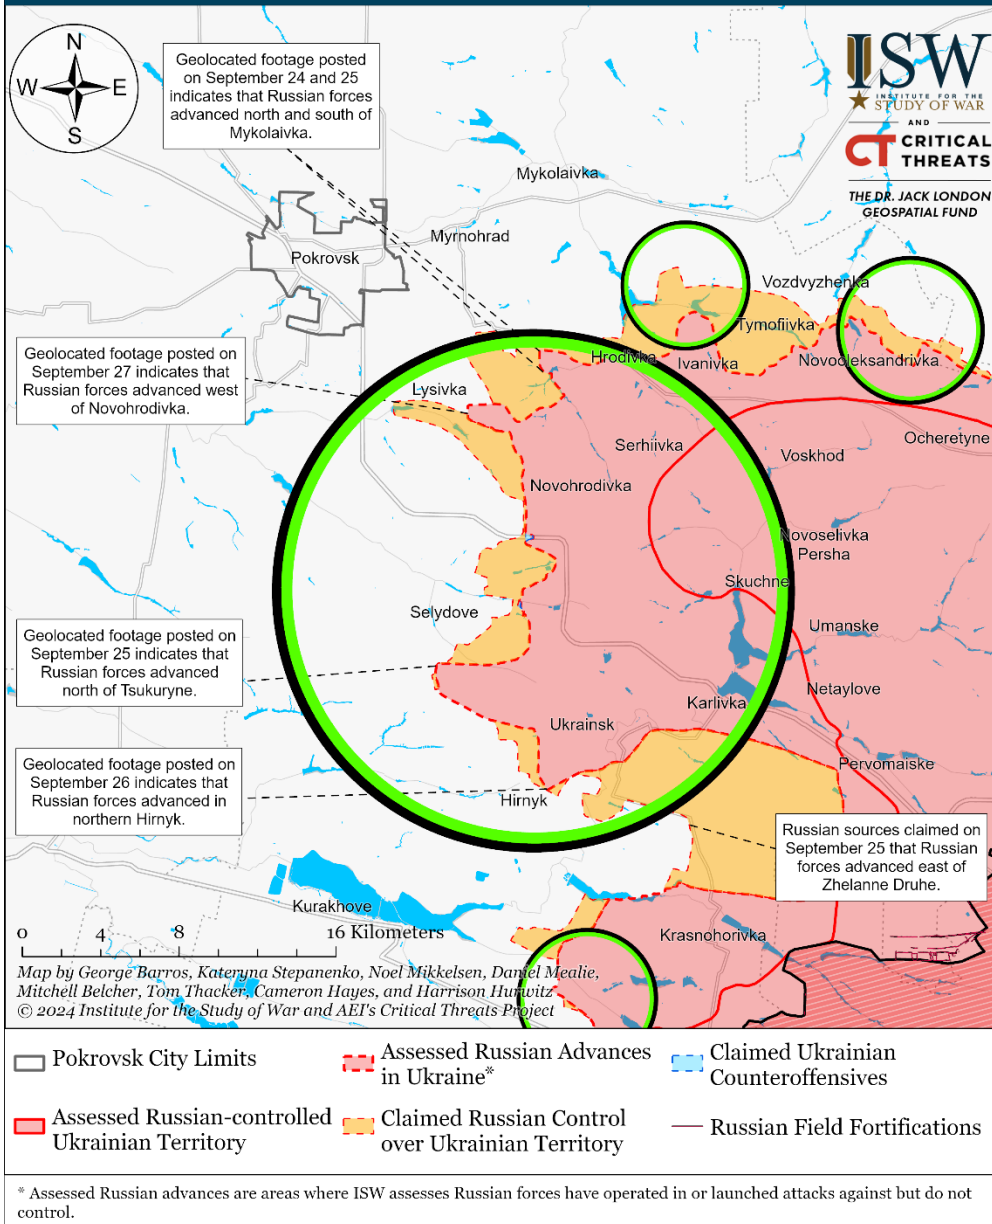 N
W
E
S
Geolocated footage posted
on September 24 and 25
indicates that Russian forces
advanced north and south of
Mykolaivka.
ISW
INSTITUTE FOR THE
STUDY OF WAR
AND
CT CRITICAL
THREATS
THE DR. JACK LONDON
GEOSPATIAL FUND
Mykolaivka
Myrnohrad
Pokrovsk
Vozdvyzhenka
Tymofiivka
Hrodivka
Ivanivka
Novooleksandrivka
Geolocated footage posted on
September 27 indicates that
Russian forces advanced west
of Novohrodivka.
Lysivka
Serhiivka
Ocheretyne
Voskhod
Novohrodivka
Novoselivka
Persha
Skuchne
Selydove
Umanske
Geolocated footage posted on
September 25 indicates that
Russian forces advanced
north of Tsukuryne.
Netaylove
Karlivka
Ukrainsk
Geolocated footage posted on
September 26 indicates that
Russian forces advanced in
northern Hirnyk.
Pervomaiske
Hirnyk
Russian sources claimed on
September 25 that Russian
forces advanced east of
Zhelanne Druhe.
Kurakhove
Krasnohorivka
0 4 8 16 Kilometers
Map by George Barros, Kateryna Stepanenko, Noel Mikkelsen, Daniel Mealie,
Mitchell Belcher, Tom Thacker, Cameron Hayes, and Harrison Hurwitz
© 2024 Institute for the Study of War and AEI's Critical Threats Project
Pokrovsk City Limits
Assessed Russian Advances
in Ukraine*
Claimed Ukrainian
Counteroffensives
Assessed Russian-controlled
Ukrainian Territory
Claimed Russian Control
over Ukrainian Territory
Russian Field Fortifications
* Assessed Russian advances are areas where ISW assesses Russian forces have operated in or launched attacks against but do not
control.